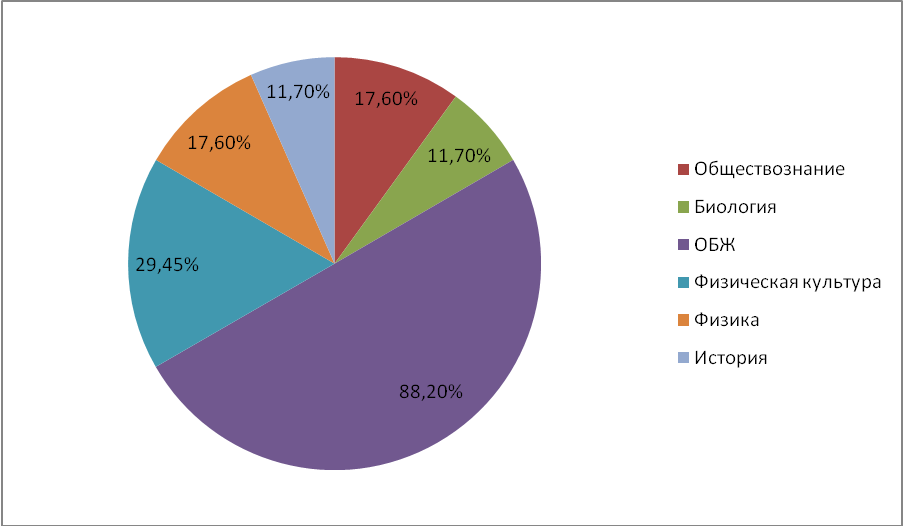 11,70%
17,60%
17,60%
11,70%
29,45%
88,20%
Обществознание
Биология
ОБЖ
Физическая культура
Физика
История